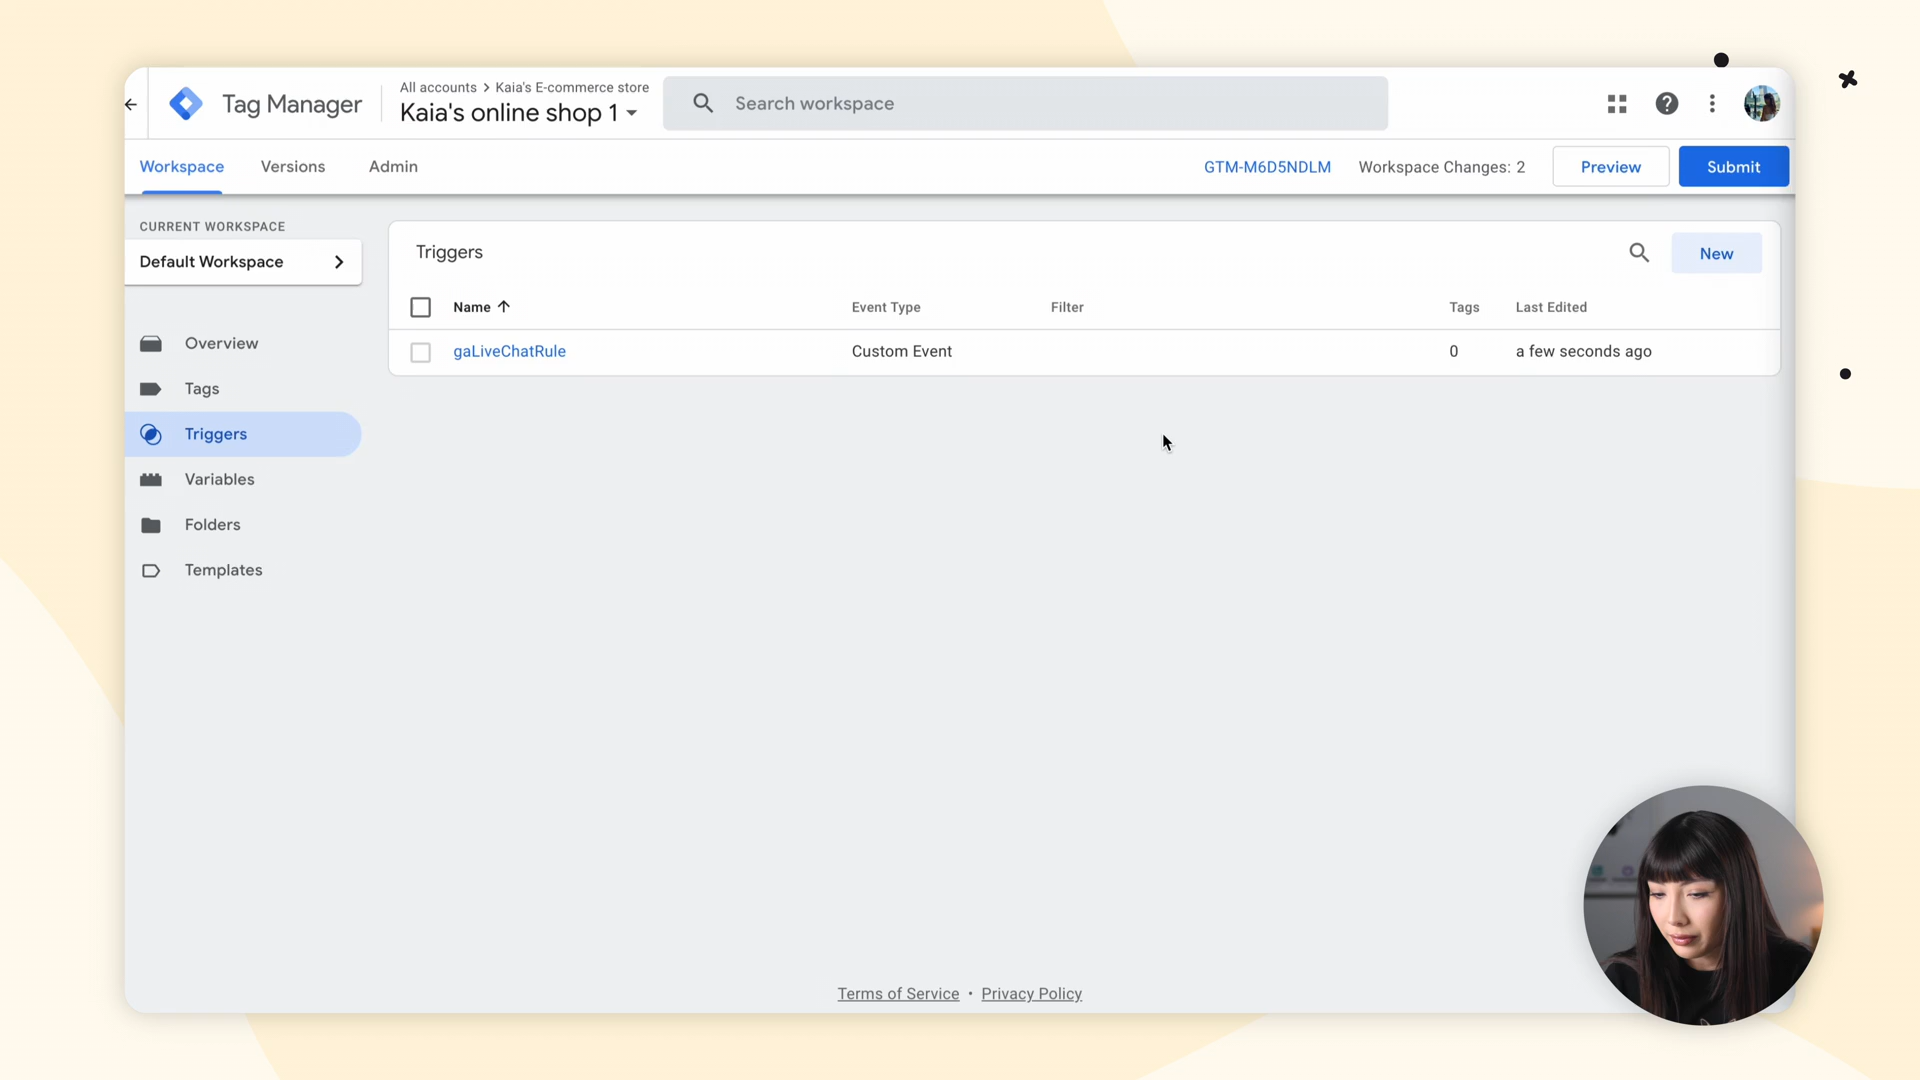 Tag Manager
All accounts > Kaia's E-commerce store
Kaia's online shop 1
Search workspace
Workspace
Versions
Admin
GTM-M6D5NDLM
Workspace Changes: 2
Preview
Submit
CURRENT WORKSPACE
Default Workspace
Overview
Tags
Triggers
Variables
Folders
Templates
Triggers
New
Name
Event Type
Filter
Tags
Last Edited
gaLiveChatRule
Custom Event
0
a few seconds ago
Terms of Service • Privacy Policy